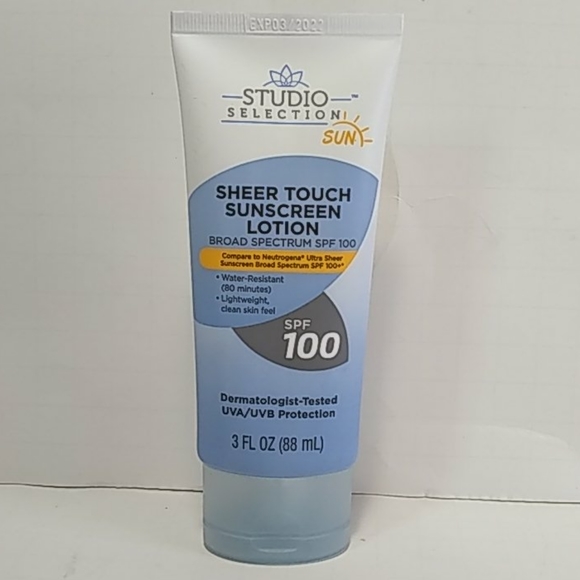 EXP03/2022
STUDIO™
SELECTION
SUN
SHEER TOUCH
SUNSCREEN
LOTION
BROAD SPECTRUM SPF 100
Compare to Neutrogena® Ultra Sheer
Sunscreen Broad Spectrum SPF 100+*
• Water-Resistant
(80 minutes)
• Lightweight,
clean skin feel
SPF
100
Dermatologist-Tested
UVA/UVB Protection
3 FL OZ (88 mL)